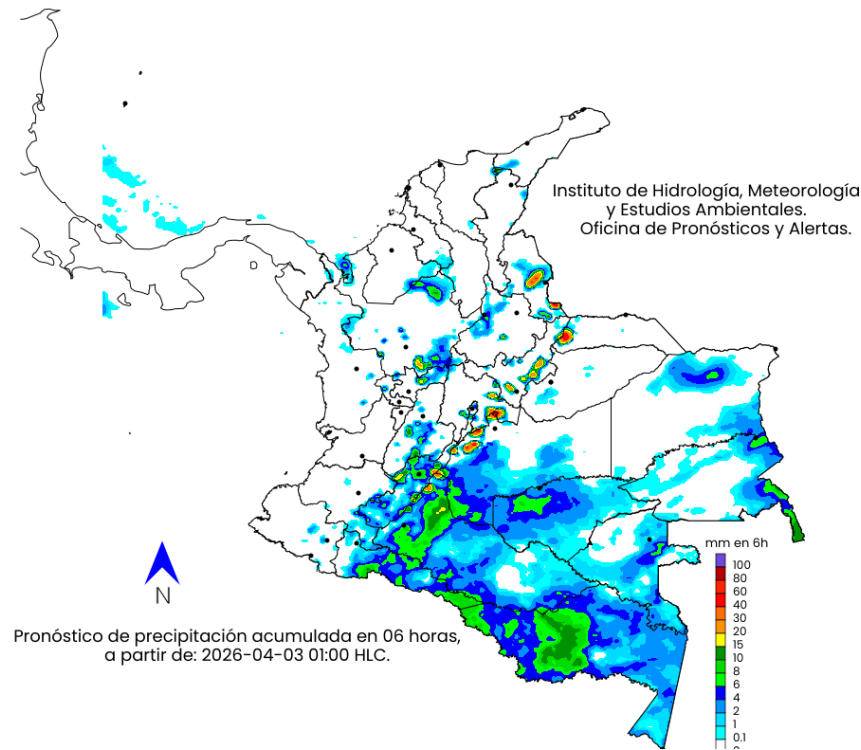 Instituto de Hidrología, Meteorología
y Estudios Ambientales.
Oficina de Pronósticos y Alertas.
mm en 6h
100
80
60
40
30
20
15
10
8
6
4
2
1
0.1
0
N
Pronóstico de precipitación acumulada en 06 horas,
a partir de: 2026-04-03 01:00 HLC.